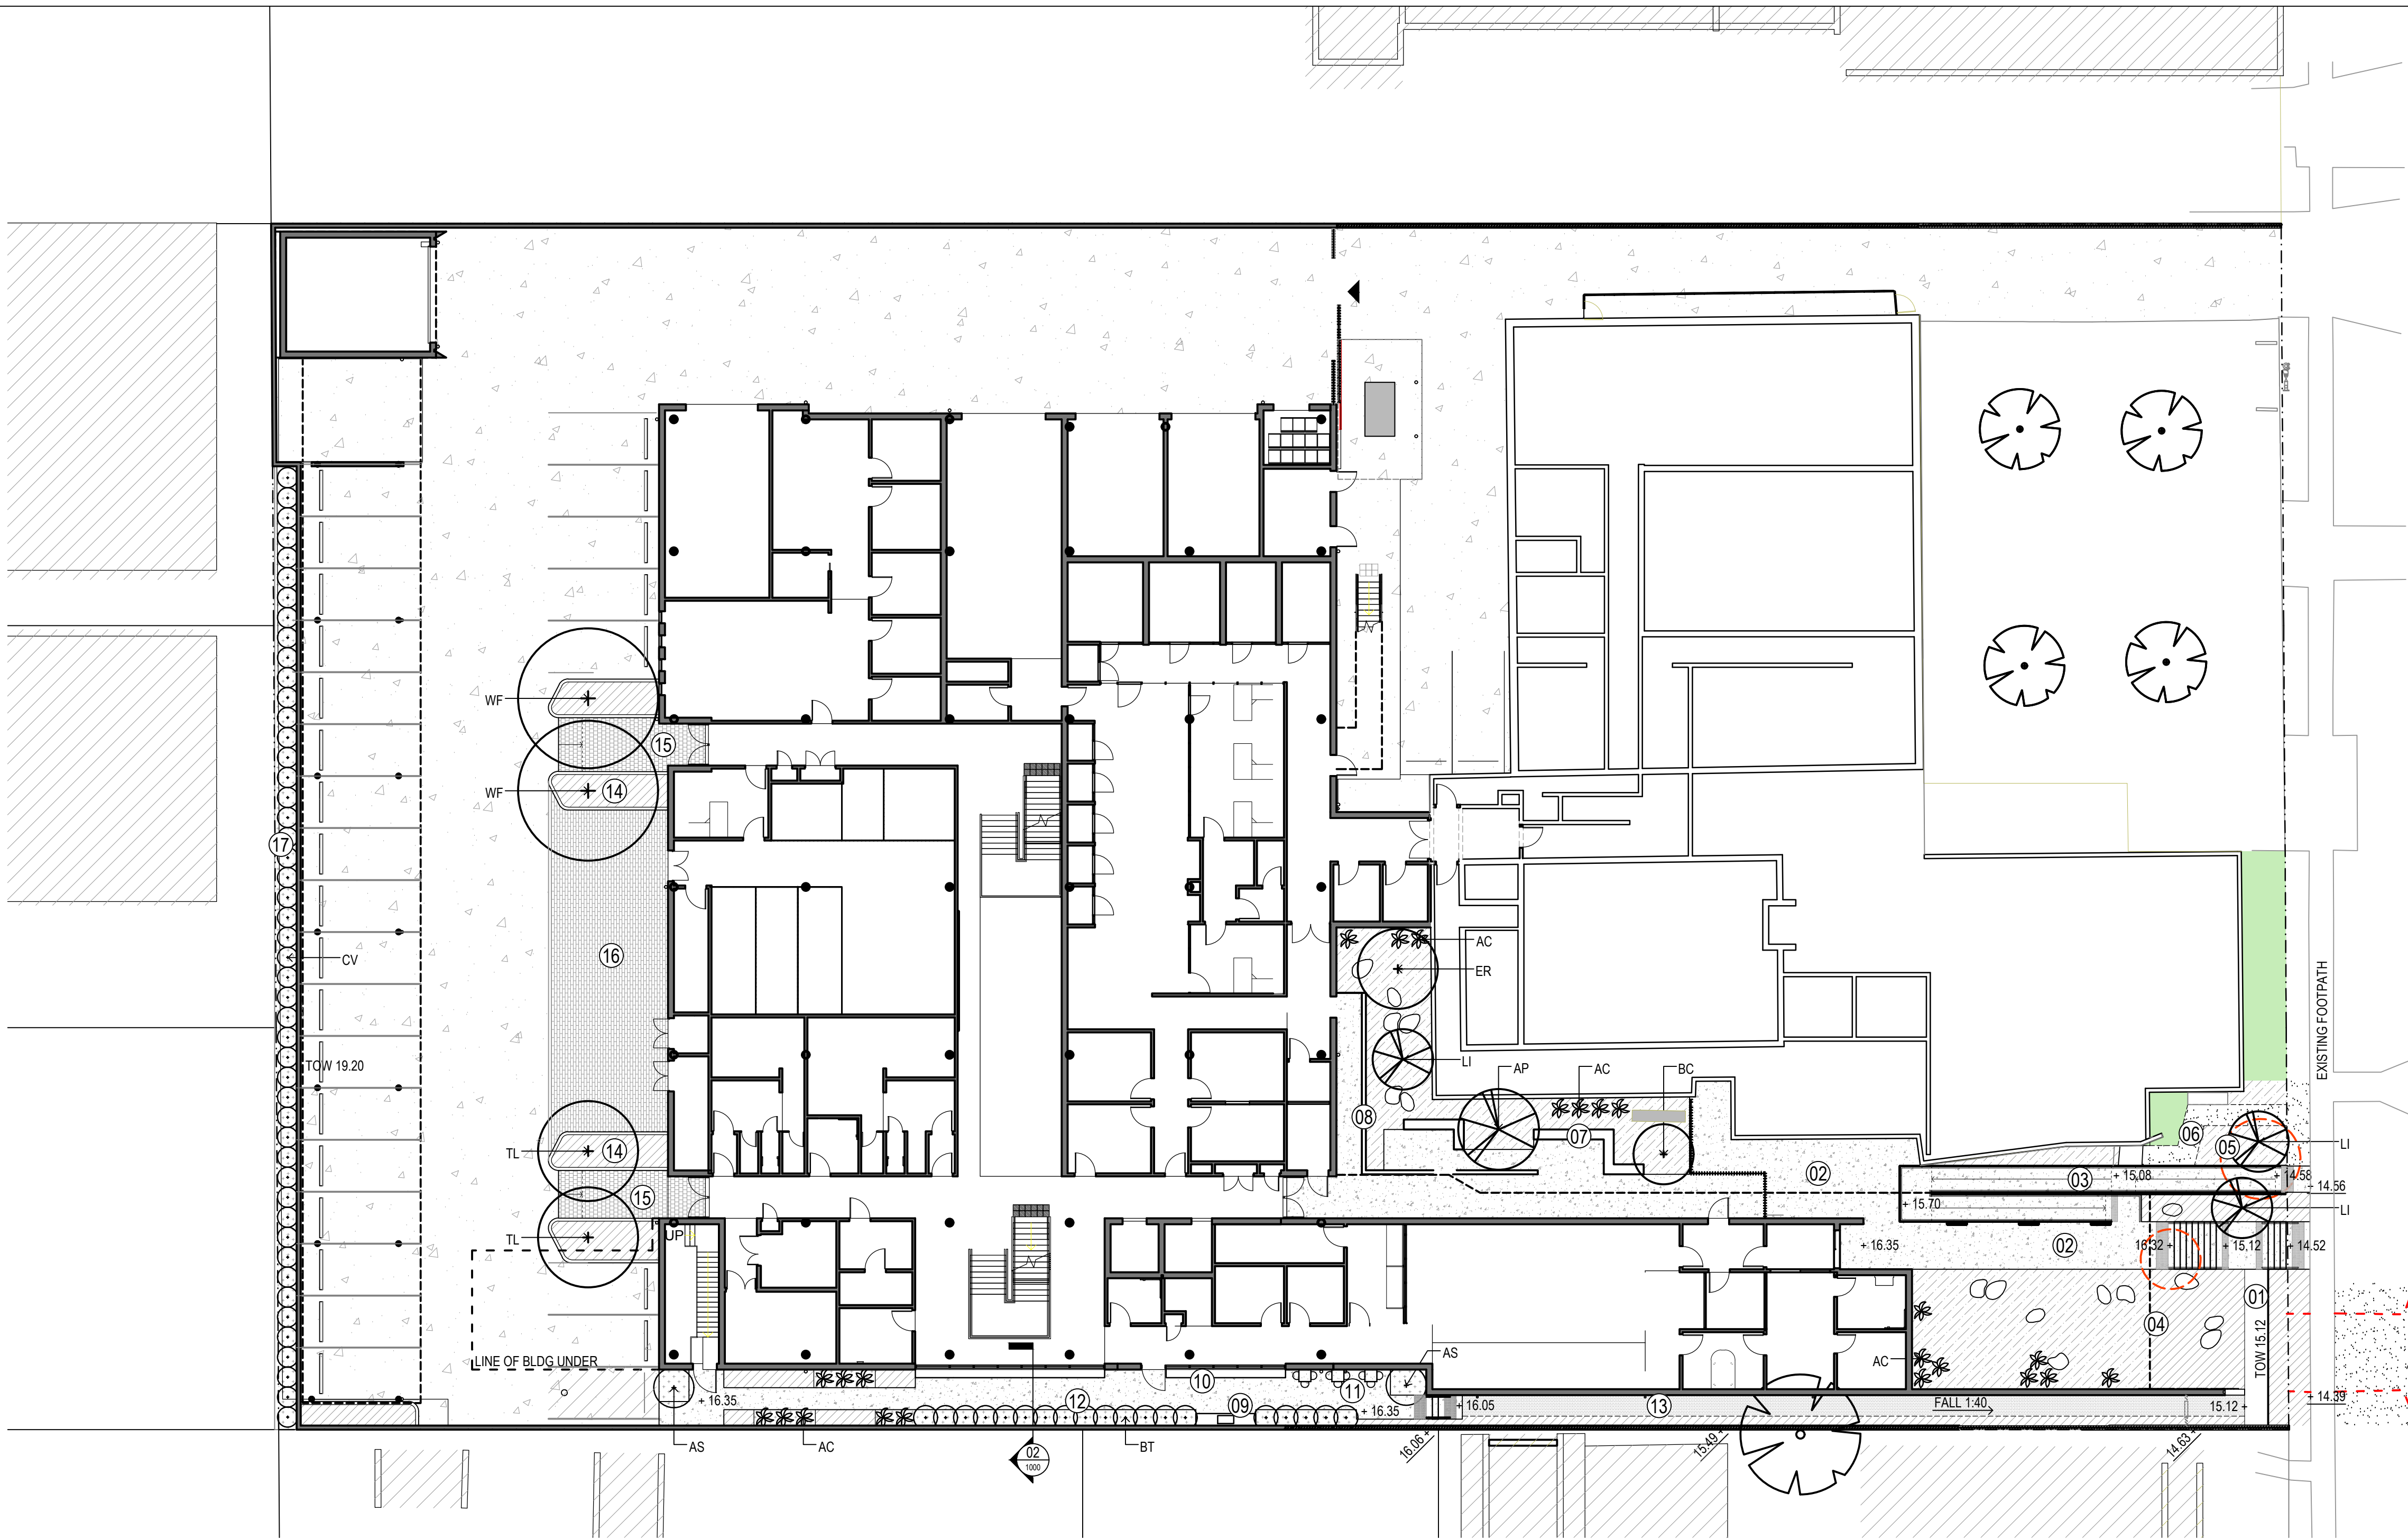 WF
15
WF
14
17
16
AC
CV
ER
EXISTING FOOTPATH
TOW 19.20
LI
AP
AC
BC
08
07
06
05
LI
14
TL
02
03
+ 15.08
+ 14.58
+ 14.56
15
+ 15.70
LI
TL
UP
+ 16.35
02
16.32 +
+ 15.12
+ 14.52
01
04
TOW 15.12
LINE OF BLDG UNDER
AS
AC
10
11
+ 16.35
12
09
+ 16.35
+ 16.05
13
FALL 1:40
15.12 +
+ 14.39
AS
AC
BT
02
1000
16.06 +
15.49 +
14.63 +